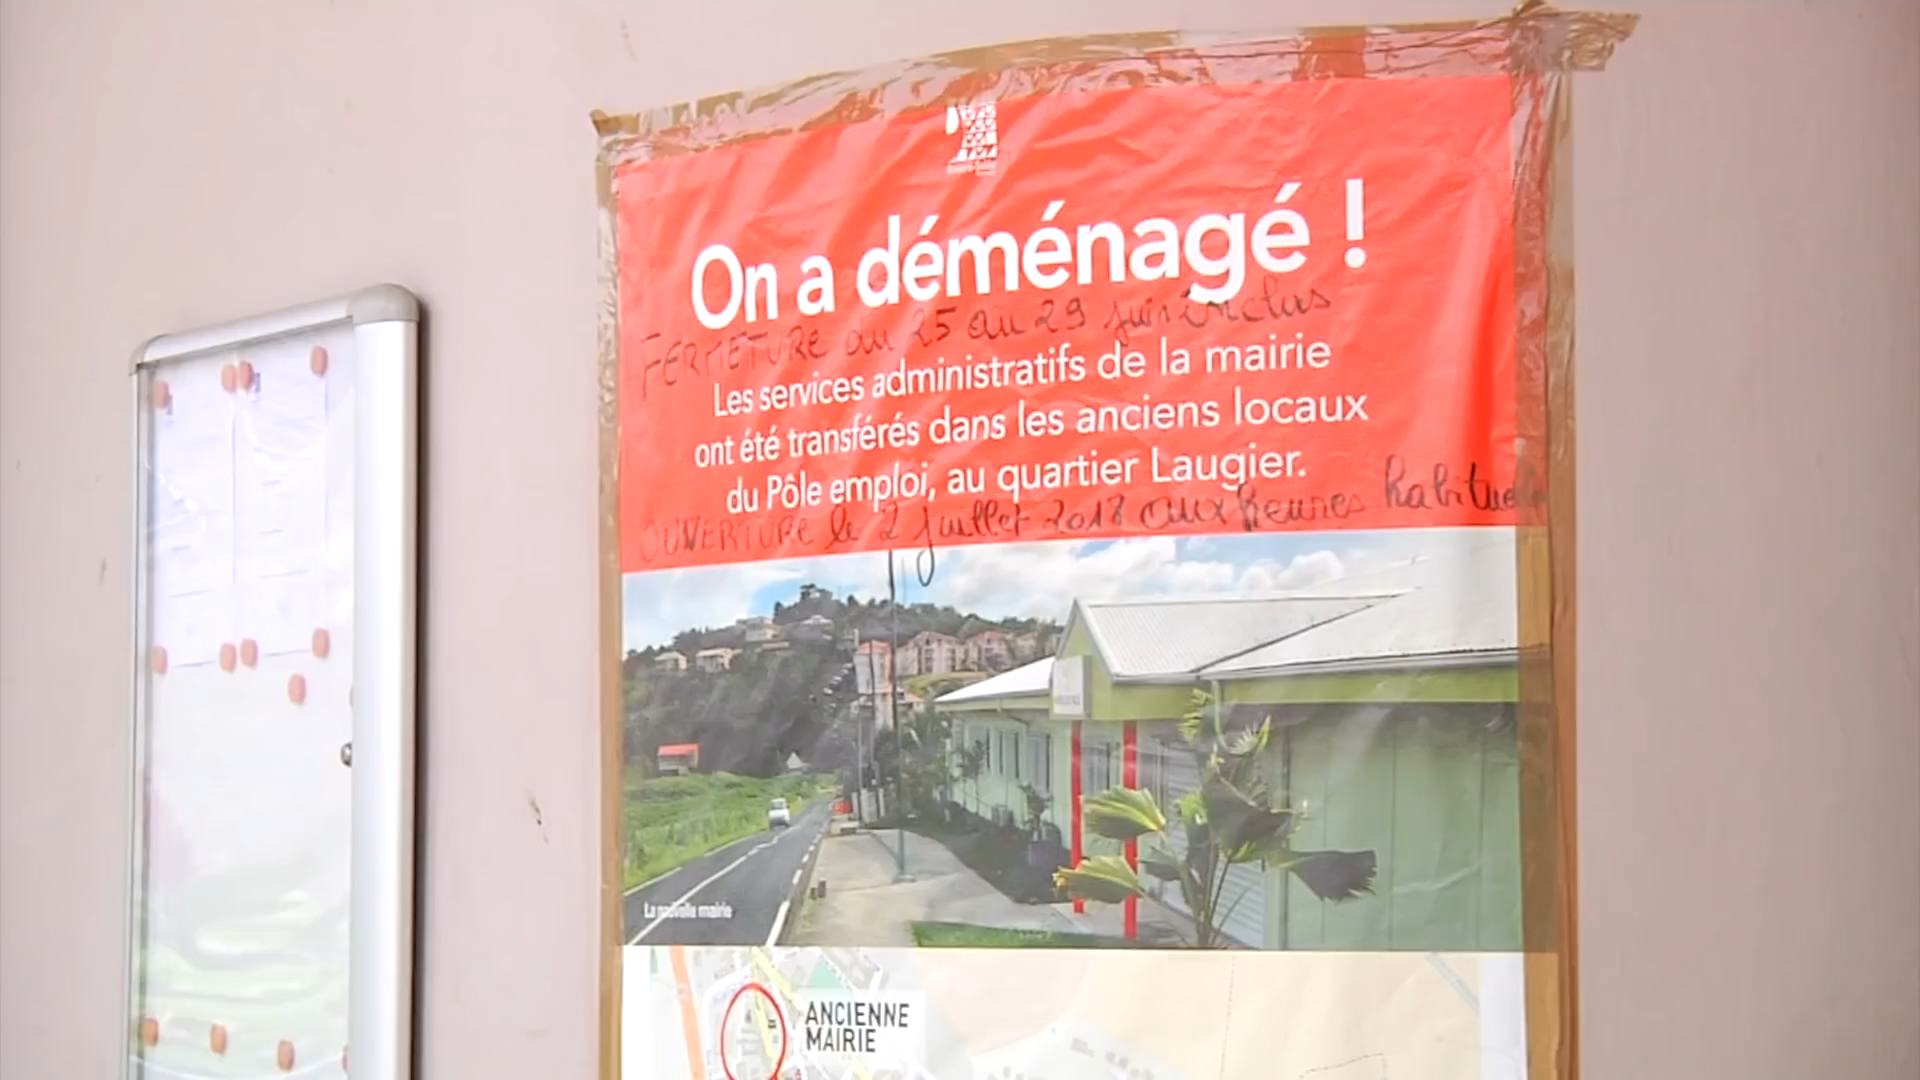 On a déménagé !
FERMETURE du 25 au 29 juin inclus
Les services administratifs de la mairie
ont été transférés dans les anciens locaux
du Pôle emploi, au quartier Laugier.
OUVERTURE le 2 juillet 2018 aux heures habituelle
La nouvelle mairie
ANCIENNE
MAIRIE